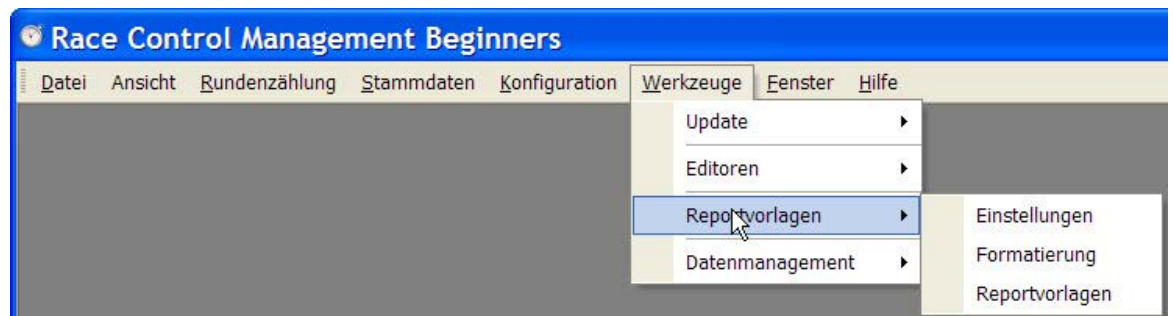 Race Control Management Beginners
Datei Ansicht Rundenzählung Stammdaten Konfiguration Werkzeuge Fenster Hilfe
Update
Editoren
Reportvorlagen
Einstellungen
Formatierung
Datenmanagement
Reportvorlagen